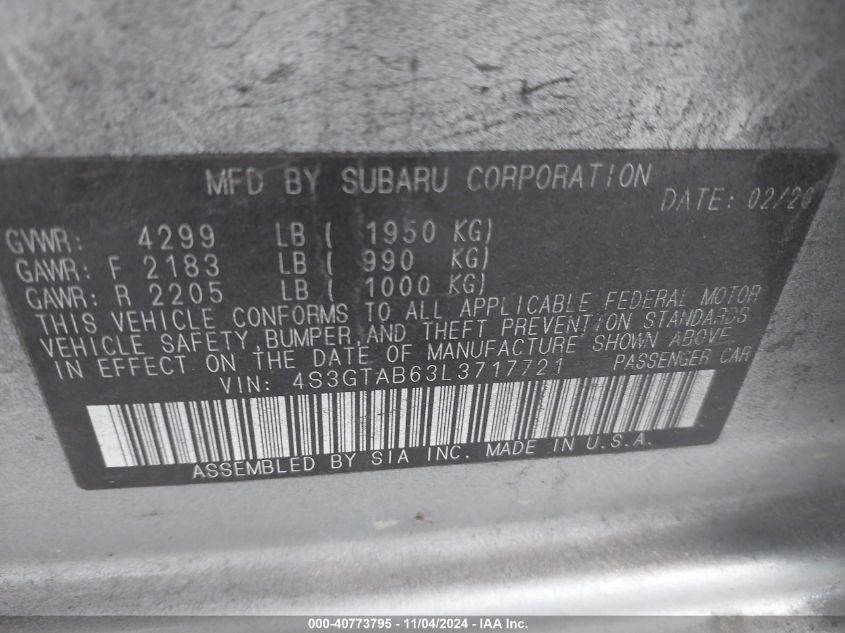 MFD BY SUBARU CORPORATION
DATE: 02/20
GVWR: 4299 LB ( 1950 KG)
GAWR: F 2183 LB ( 990 KG)
GAWR: R 2205 LB ( 1000 KG)
THIS VEHICLE CONFORMS TO ALL APPLICABLE FEDERAL MOTOR
VEHICLE SAFETY,BUMPER,AND THEFT PREVENTION STANDARDS
IN EFFECT ON THE DATE OF MANUFACTURE SHOWN ABOVE
VIN: 4S3GTAB63L3717721 PASSENGER CAR
ASSEMBLED BY SIA INC. MADE IN U.S.A.
000-40773795 - 11/04/2024 - IAA Inc.